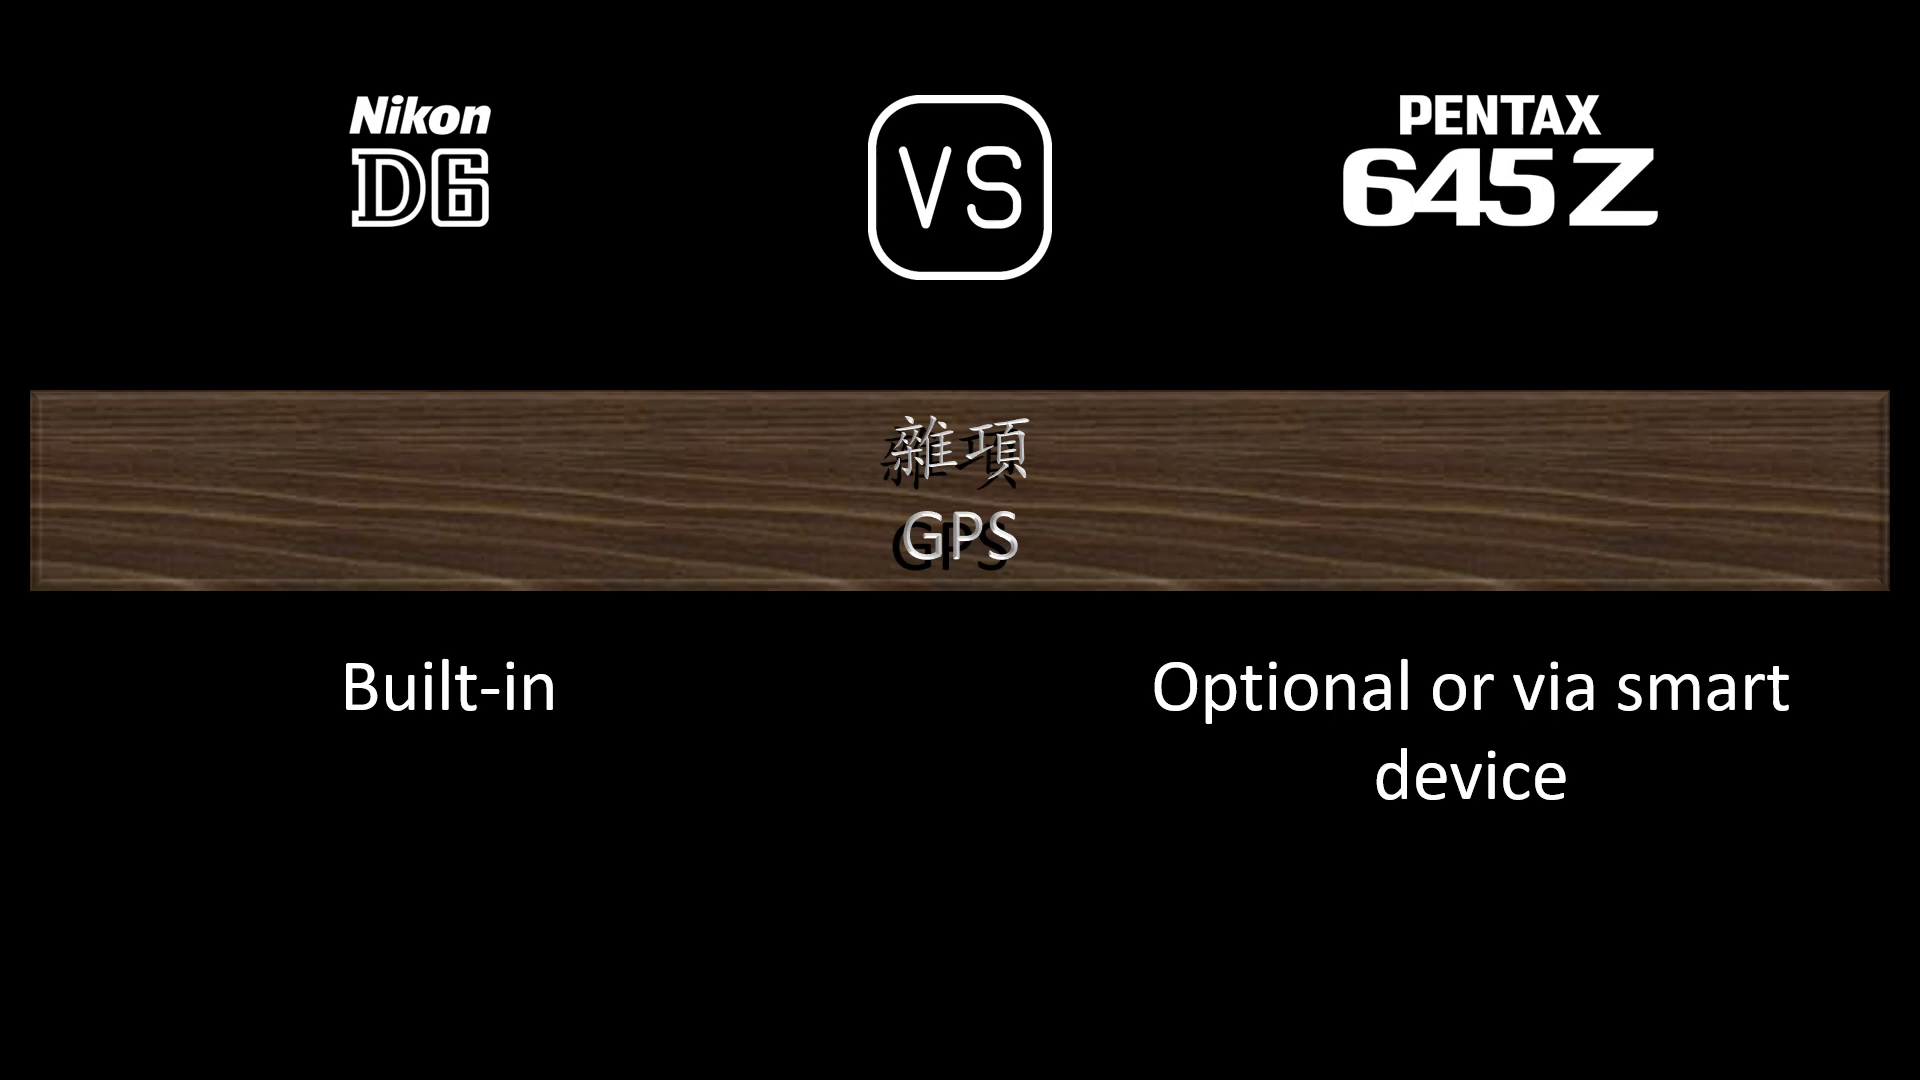 Nikon
D6
VS
PENTAX
645Z
雜項
GPS
Built-in
Optional or via smart
device